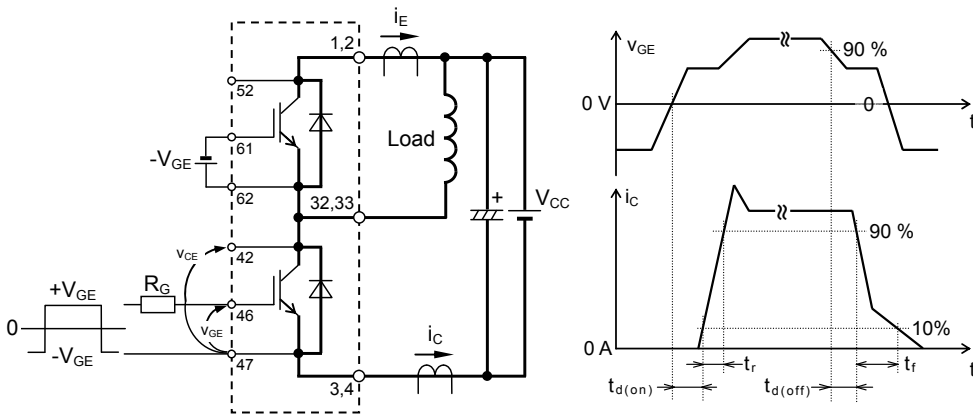 i_E
1,2
52
61
-V_GE
62
Load
32,33
+
V_CC
v_CE
42
+V_GE
R_G
46
0
v_GE
-V_GE
47
i_C
3,4
v_GE
90 %
0 V
0
t
i_C
90 %
10%
0 A
t
t_r
t_f
t_d(on)
t_d(off)